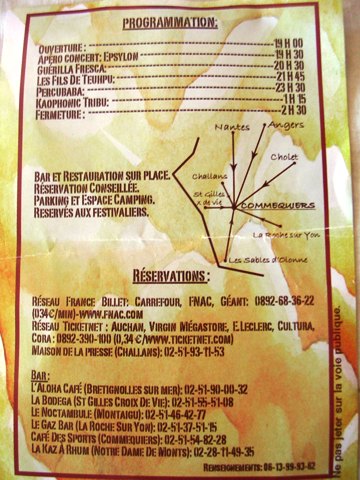 PROGRAMMATION:
OUVERTURE : 19 H 00
APÉRO CONCERT: EPSYLON 19 H 30
GUÉRILLA FRESCA: 20 H 30
LES FILS DE TEUHPU: 21 H 45
PERCUBABA: 23 H 30
KAOPHONIC TRIBU: 1 H 15
FERMETURE : 2 H 30
Nantes
Angers
Cholet
Challans
St Gilles
x de vie
COMMEQUIERS
La Roche sur Yon
Les Sables d'Olonne
BAR ET RESTAURATION SUR PLACE.
RÉSERVATION CONSEILLÉE.
PARKING ET ESPACE CAMPING.
RESERVÉS AUX FESTIVALIERS.
RÉSERVATIONS :
RÉSEAU FRANCE BILLET: CARREFOUR, FNAC, GÉANT: 0892-68-36-22
(034€/MIN)-WWW.FNAC.COM
RÉSEAU TICKETNET : AUCHAN, VIRGIN MÉGASTORE, E.LECLERC, CULTURA,
CORA : 0892-390-100 (0,34 €/WWW.TICKETNET.COM)
MAISON DE LA PRESSE (CHALLANS): 02-51-93-11-53
BAR:
L'ALOHA CAFÉ (BRETIGNOLLES SUR MER): 02-51-90-00-32
LA BODEGA (ST GILLES CROIX DE VIE): 02-51-55-51-08
LE NOCTAMBULE (MONTAIGU): 02-51-46-42-77
LE GAZ BAR (LA ROCHE SUR YON): 02-51-37-51-15
CAFÉ DES SPORTS (COMMEQUIERS): 02-51-54-82-28
LA KAZ À RHUM (NOTRE DAME DE MONTS): 02-28-11-49-35
RENSEIGNEMENTS: 06-13-99-93-62
Ne pas jeter sur la voie publique.